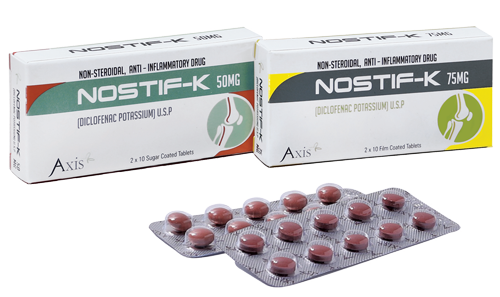 NON-STEROIDAL, ANTI - INFLAMMATORY DRUG
NOSTIF-K 50MG
(DICLOFENAC POTASSIUM) U.S.P
Axis
2 x 10 Sugar Coated Tablets
NON-STEROIDAL, ANTI - INFLAMMATORY DRUG
NOSTIF-K 75MG
(DICLOFENAC POTASSIUM) U.S.P
Axis
2 x 10 Film Coated Tablets